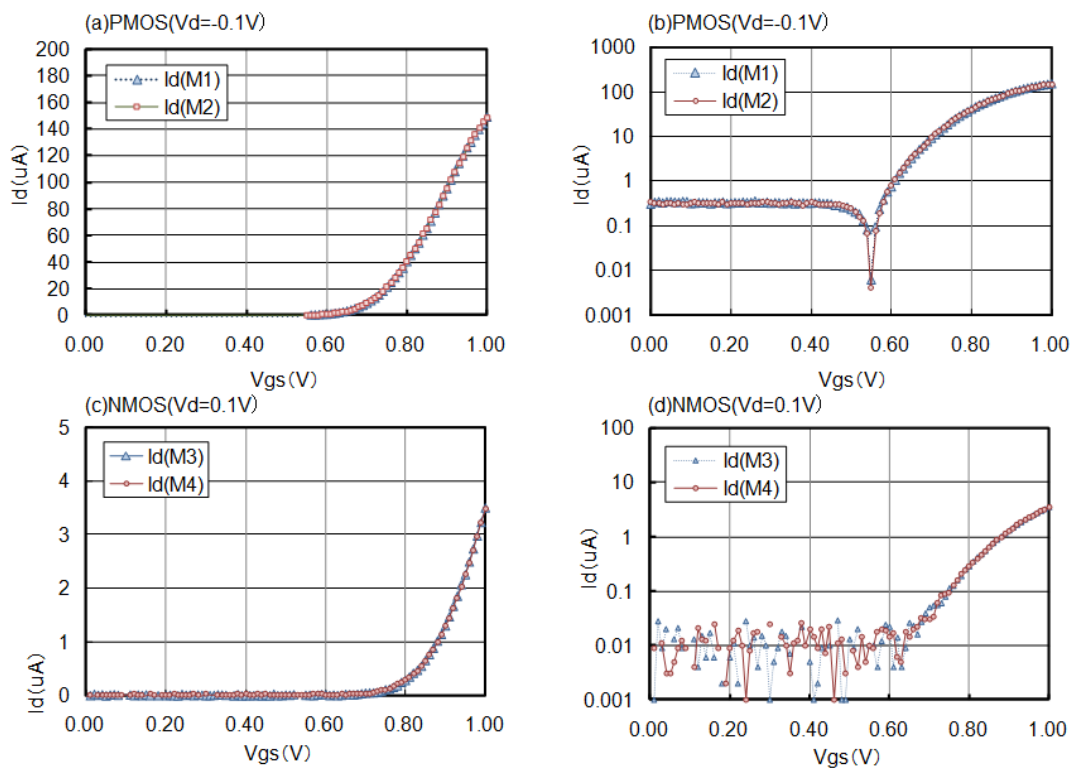 (a)PMOS(Vd=-0.1V)
200
180
160
140
120
100
80
60
40
20
0
Id(uA)
Id(M1)
Id(M2)
0.00 0.20 0.40 0.60 0.80 1.00
Vgs(V)
(b)PMOS(Vd=-0.1V)
1000
100
10
1
0.1
0.01
0.001
Id(uA)
Id(M1)
Id(M2)
0.00 0.20 0.40 0.60 0.80 1.00
Vgs(V)
(c)NMOS(Vd=0.1V)
5
4
3
2
1
0
Id(uA)
Id(M3)
Id(M4)
0.00 0.20 0.40 0.60 0.80 1.00
Vgs(V)
(d)NMOS(Vd=0.1V)
100
10
1
0.1
0.01
0.001
Id(uA)
Id(M3)
Id(M4)
0.00 0.20 0.40 0.60 0.80 1.00
Vgs(V)